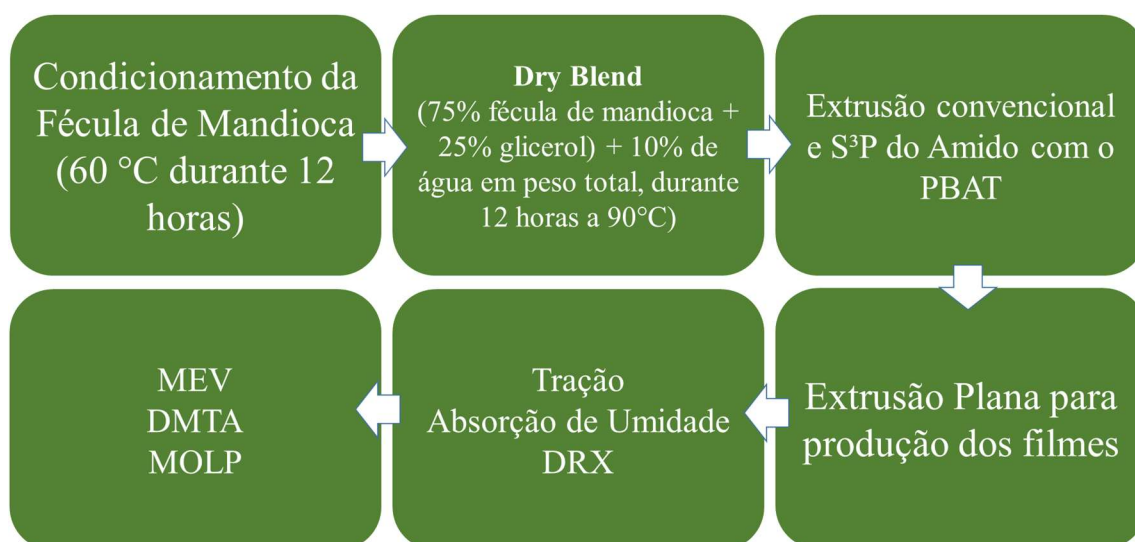 Condicionamento da
Fécula de Mandioca
(60 °C durante 12
horas)
Dry Blend
(75% fécula de mandioca +
25% glicerol) + 10% de
água em peso total, durante
12 horas a 90°C)
Extrusão convencional
e S³P do Amido com o
PBAT
Extrusão Plana para
produção dos filmes
Tração
Absorção de Umidade
DRX
MEV
DMTA
MOLP